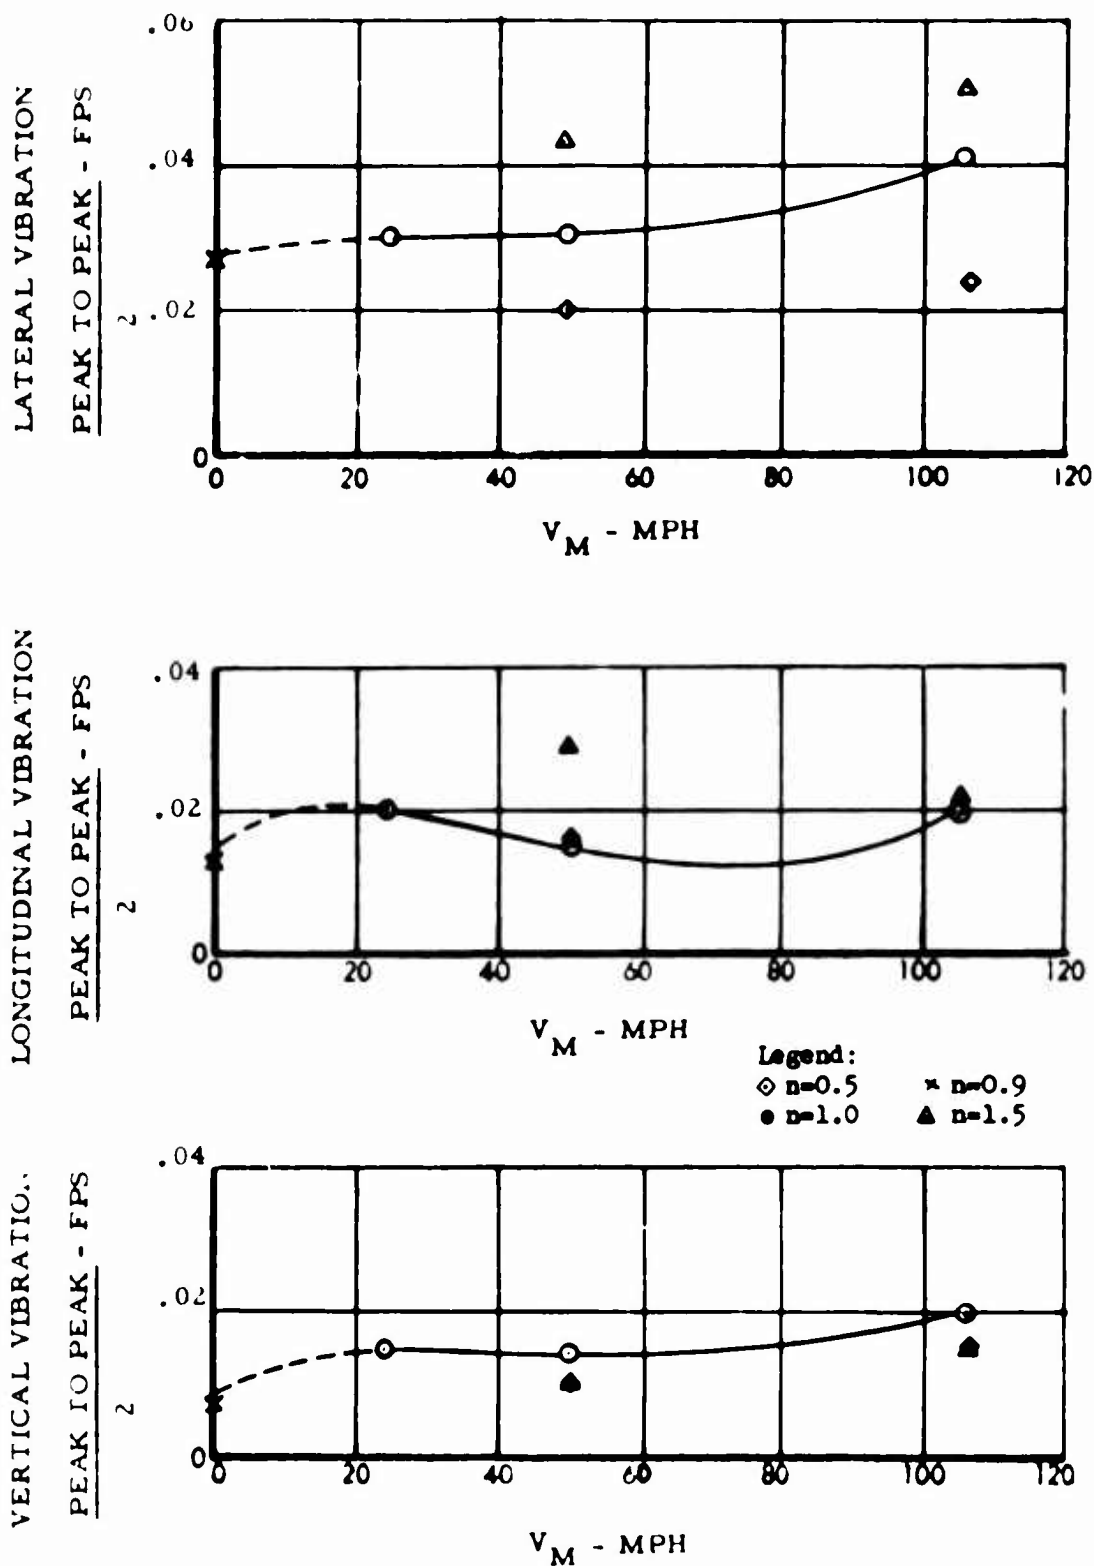 LATERAL VIBRATION
PEAK TO PEAK - FPS
2
.06
.04
.02
0
0 20 40 60 80 100 120
V_M - MPH
LONGITUDINAL VIBRATION
PEAK TO PEAK - FPS
2
.04
.02
0
0 20 40 60 80 100 120
V_M - MPH
Legend:
n=0.5 n=0.9
n=1.0 n=1.5
VERTICAL
PEAK TO PEAK - FPS
2
.04
.02
0
0 20 40 60 80 100 120
V_M - MPH